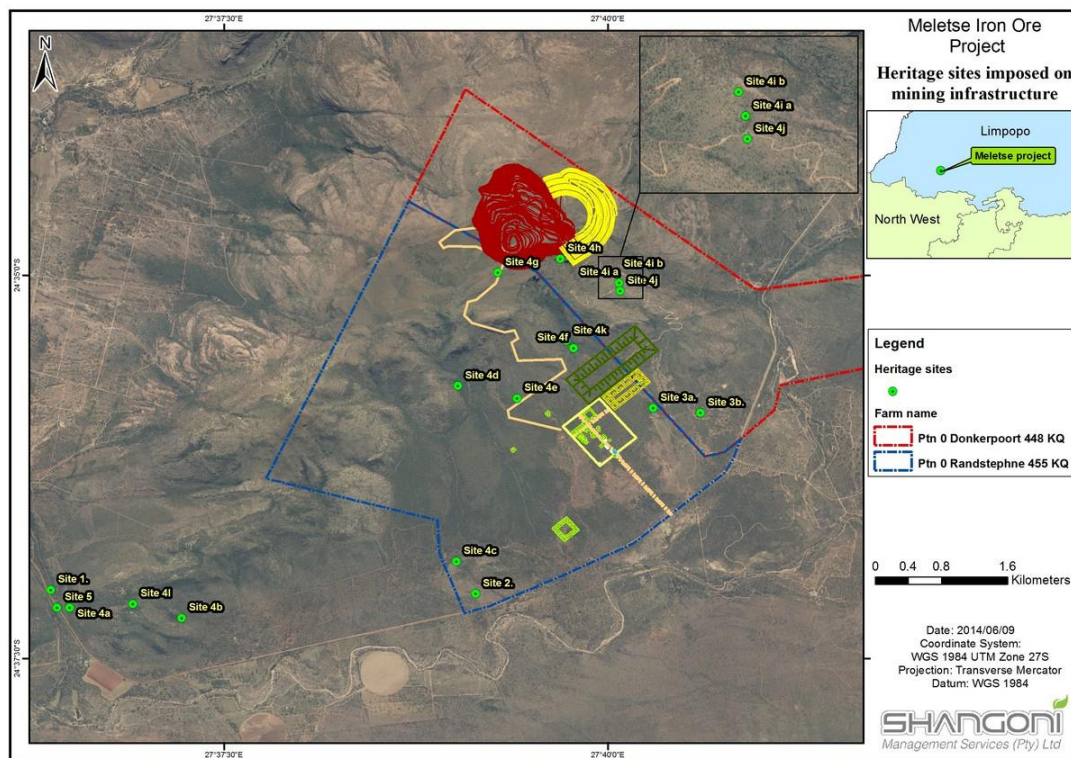 27°37'30"E
27°40'0"E
N
Site 4i b
Site 4i a
Site 4j
Site 4h
Site 4g
Site 4i b
Site 4i a
Site 4j
Site 4k
Site 4f
Site 4d
Site 4e
Site 3a.
Site 3b.
Site 4c
Site 2.
Site 1.
Site 5
Site 4a
Site 4l
Site 4b
24°35'0"S
24°35'0"S
24°37'30"S
24°37'30"S
27°37'30"E
27°40'0"E
Meletse Iron Ore
Project
Heritage sites imposed on
mining infrastructure
Limpopo
Meletse project
North West
Legend
Heritage sites
Farm name
Ptn 0 Donkerpoort 448 KQ
Ptn 0 Randstephne 455 KQ
0 0.4 0.8 1.6
Kilometers
Date: 2014/06/09
Coordinate System:
WGS 1984 UTM Zone 27S
Projection: Transverse Mercator
Datum: WGS 1984
SHANGONI
Management Services (Pty) Ltd